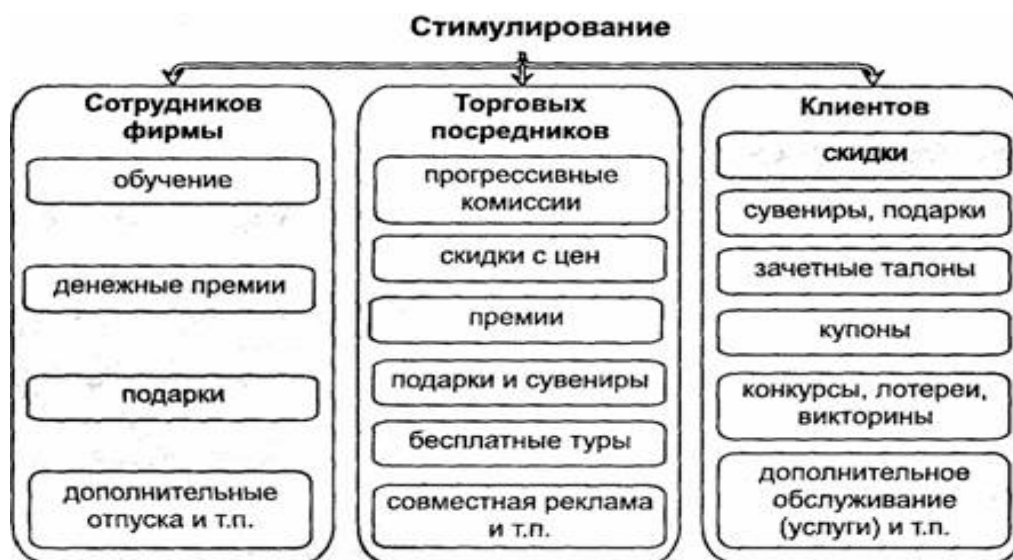 Стимулирование
Сотрудников
фирмы
обучение
денежные премии
подарки
дополнительные
отпуска и т.п.
Торговых
посредников
прогрессивные
комиссии
скидки с цен
премии
подарки и сувениры
бесплатные туры
совместная реклама
и т.п.
Клиентов
скидки
сувениры, подарки
зачетные талоны
купоны
конкурсы, лотереи,
викторины
дополнительное
обслуживание
(услуги) и т.п.